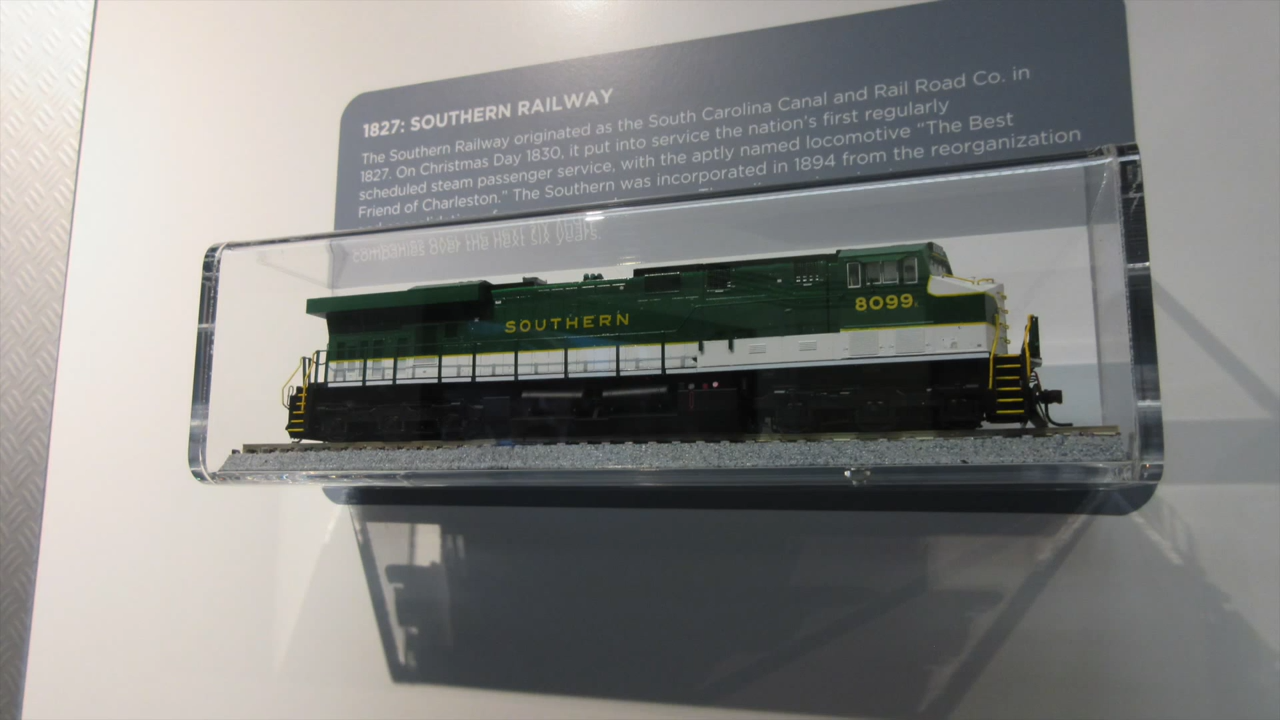 1827: SOUTHERN RAILWAY
The Southern Railway originated as the South Carolina Canal and Rail Road Co. in
1827. On Christmas Day 1830, it put into service the nation's first regularly
scheduled steam passenger service, with the aptly named locomotive "The Best
Friend of Charleston." The Southern was incorporated in 1894 from the reorganization
companies over the next six years.
SOUTHERN
8099